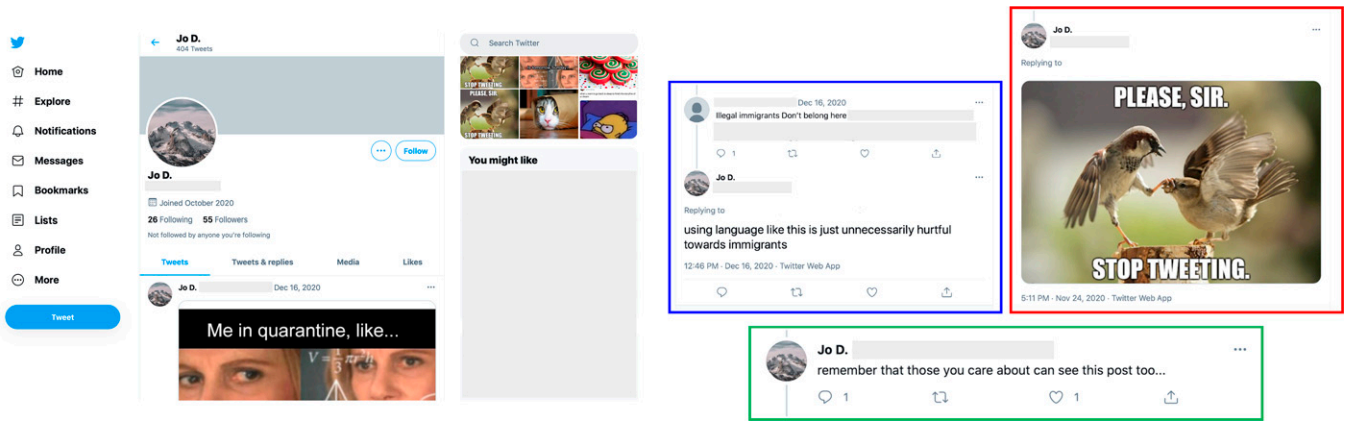 Jo D.
404 Tweets
Home
Explore
Notifications
Messages
Bookmarks
Lists
Profile
More
Tweet
Follow
Jo D.
Joined October 2020
26 Following 55 Followers
Not followed by anyone you're following
Tweets Tweets & replies Media Likes
Jo D. Dec 16, 2020
Me in quarantine, like...
Search Twitter
STOP TWEETING
PLEASE, SIR.
STOP TWEETING.
You might like
Dec 16, 2020
Illegal immigrants Don't belong here
1
Jo D.
Replying to
using language like this is just unnecessarily hurtful
towards immigrants
12:46 PM · Dec 16, 2020 · Twitter Web App
Jo D.
Replying to
PLEASE, SIR.
STOP TWEETING.
5:11 PM · Nov 24, 2020 · Twitter Web App
Jo D.
remember that those you care about can see this post too...
1 1